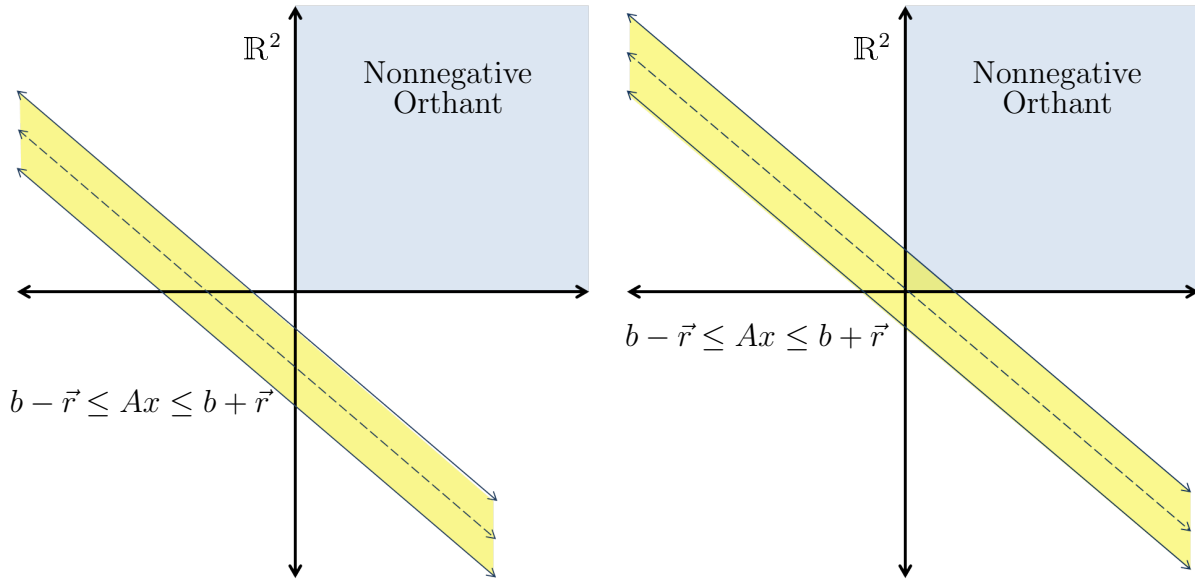 ℝ²
Nonnegative
Orthant
b − r⃗ ≤ Ax ≤ b + r⃗
ℝ²
Nonnegative
Orthant
b − r⃗ ≤ Ax ≤ b + r⃗